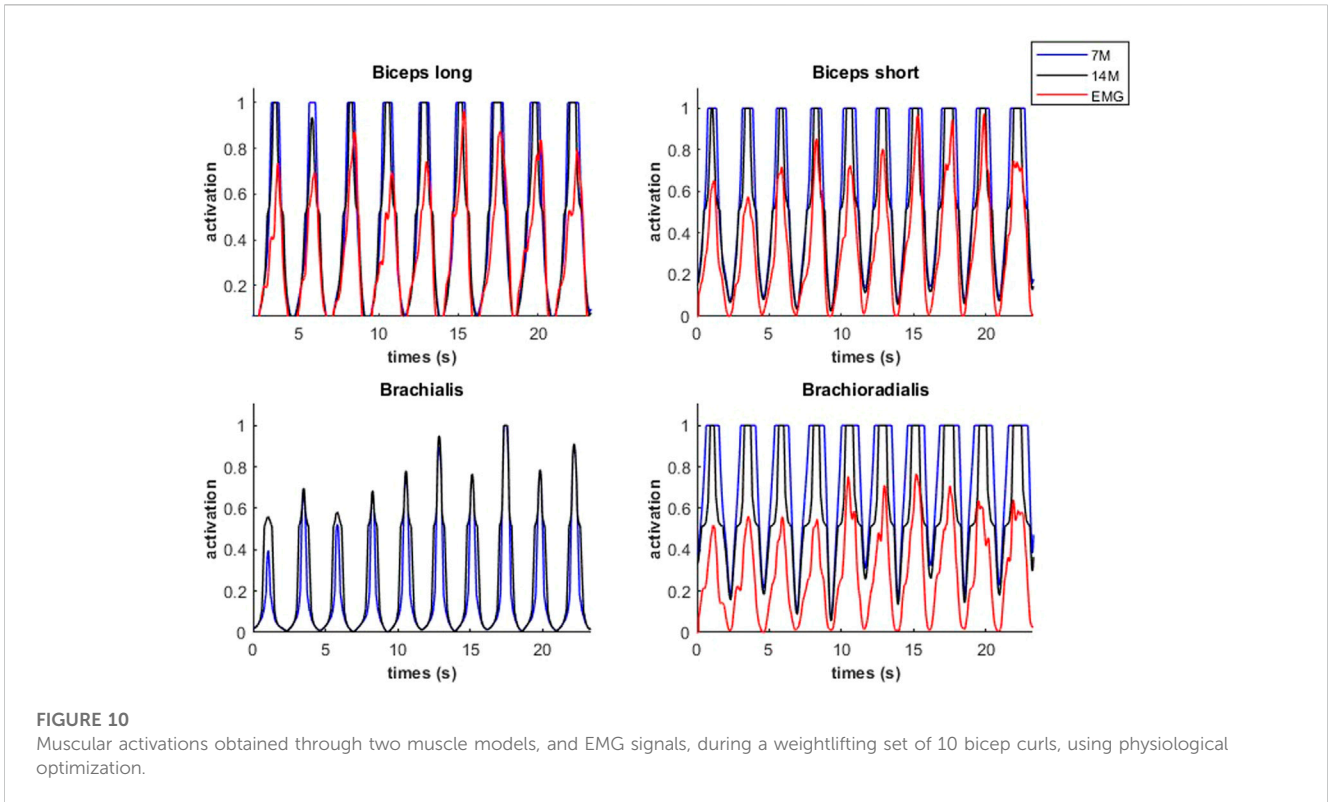 7M
14M
EMG
Biceps long
1
0.8
0.6
0.4
0.2
activation
5
10
15
20
times (s)
Biceps short
1
0.8
0.6
0.4
0.2
0
activation
0
5
10
15
20
times (s)
Brachialis
1
0.8
0.6
0.4
0.2
0
activation
0
5
10
15
20
times (s)
Brachioradialis
1
0.8
0.6
0.4
0.2
0
activation
0
5
10
15
20
times (s)
FIGURE 10
Muscular activations obtained through two muscle models, and EMG signals, during a weightlifting set of 10 bicep curls, using physiological
optimization.